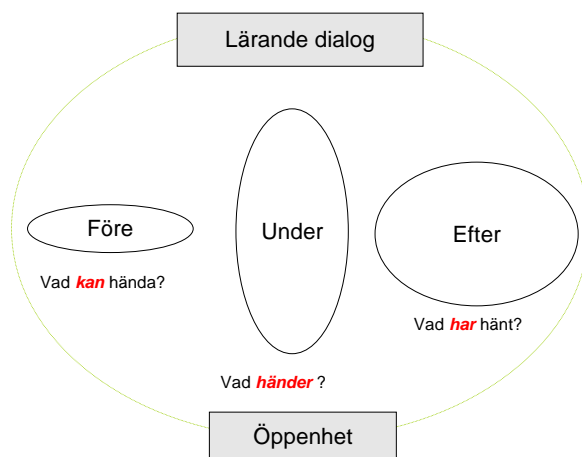 Lärande dialog
Före
Under
Efter
Vad kan hända?
Vad har hänt?
Vad händer ?
Öppenhet